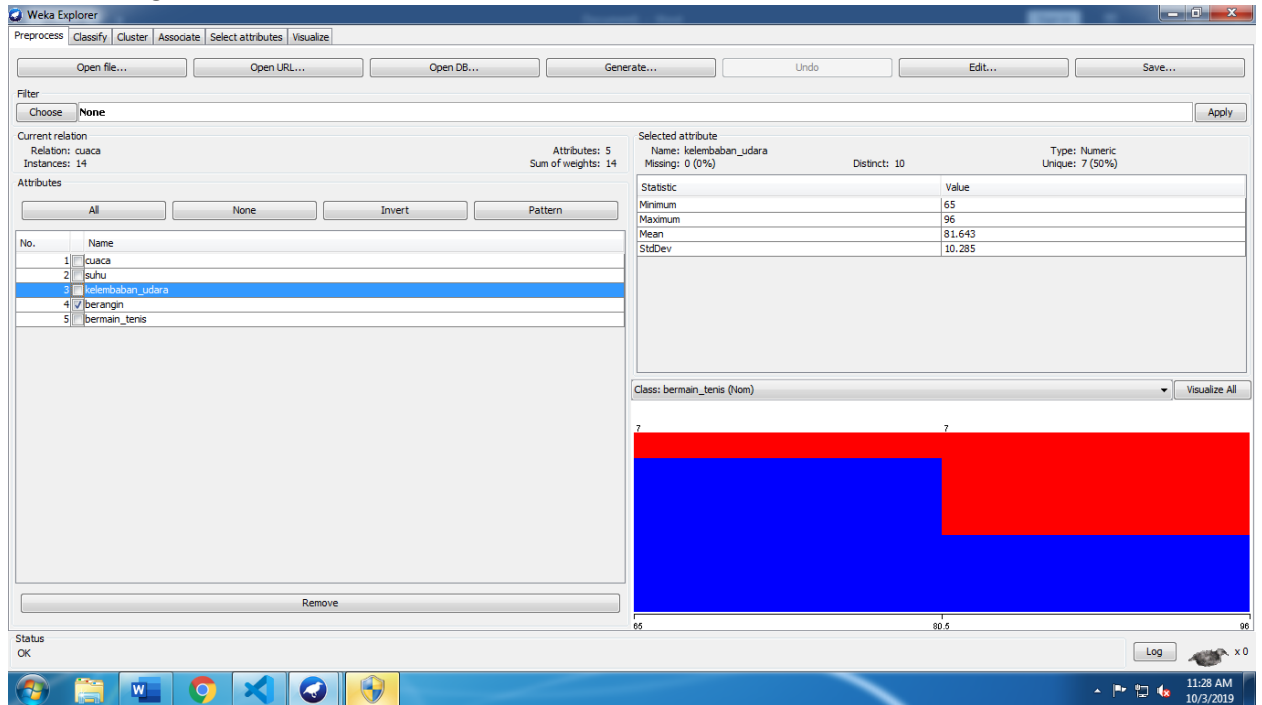 Weka Explorer
Preprocess Classify Cluster Associate Select attributes Visualize
Open file... Open URL... Open DB... Generate... Undo Edit... Save...
Filter
Choose None Apply
Current relation
Relation: cuaca Attributes: 5
Instances: 14 Sum of weights: 14
Selected attribute
Name: kelembaban_udara Type: Numeric
Missing: 0 (0%) Distinct: 10 Unique: 7 (50%)
Attributes
All None Invert Pattern
No. Name
1 cuaca
2 suhu
3 kelembaban_udara
4 berangin
5 bermain_tenis
Remove
Statistic Value
Minimum 65
Maximum 96
Mean 81.643
StdDev 10.285
Class: bermain_tenis (Nom) Visualize All
7 7
65 80.5 96
Status
OK
Log x 0
W
11:28 AM
10/3/2019